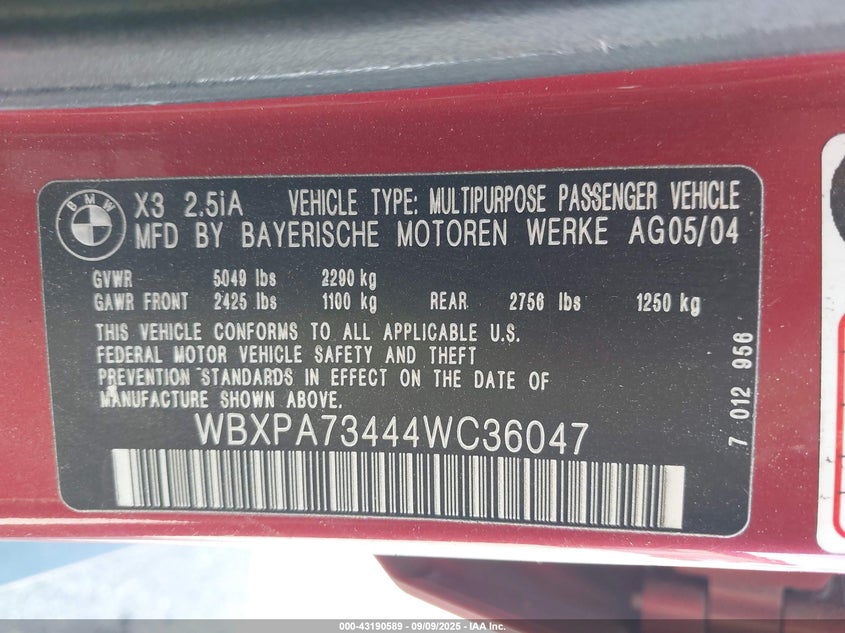 BMW
X3 2.5iA VEHICLE TYPE: MULTIPURPOSE PASSENGER VEHICLE
MFD BY BAYERISCHE MOTOREN WERKE AG05/04
GVWR 5049 lbs 2290 kg
GAWR FRONT 2425 lbs 1100 kg REAR 2756 lbs 1250 kg
THIS VEHICLE CONFORMS TO ALL APPLICABLE U.S.
FEDERAL MOTOR VEHICLE SAFETY AND THEFT
PREVENTION STANDARDS IN EFFECT ON THE DATE OF
MANUFACTURE SHOWN ABOVE.
WBXPA73444WC36047
7 012 956
000-43190589 - 09/09/2025 - IAA Inc.